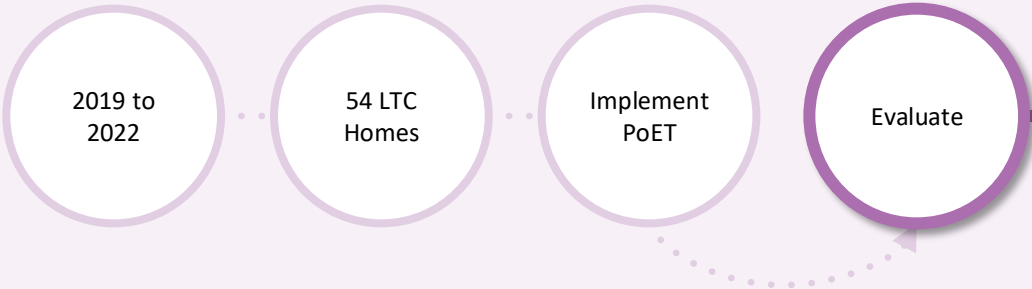 2019 to
2022
54 LTC
Homes
Implement
PoET
Evaluate